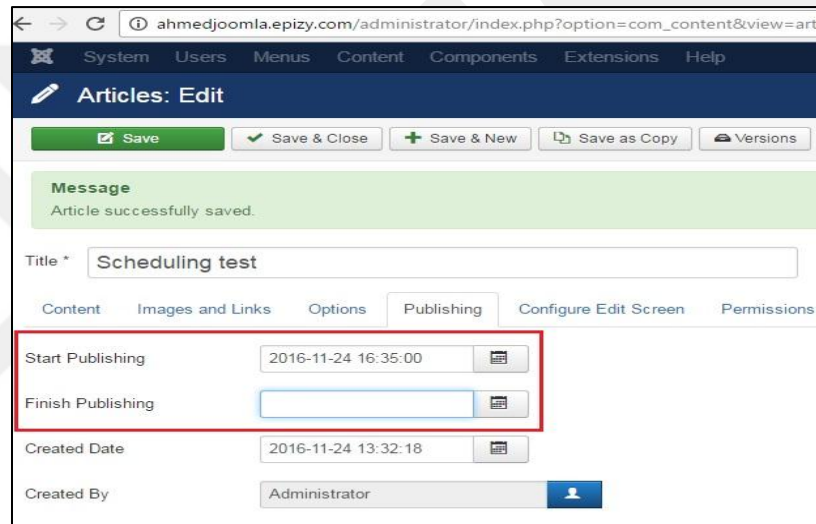 ahmedjoomla.epizy.com/administrator/index.php?option=com_content&view=art
System Users Menus Content Components Extensions Help
Articles: Edit
Save Save & Close Save & New Save as Copy Versions
Message
Article successfully saved.
Title * Scheduling test
Content Images and Links Options Publishing Configure Edit Screen Permissions
Start Publishing 2016-11-24 16:35:00
Finish Publishing
Created Date 2016-11-24 13:32:18
Created By Administrator